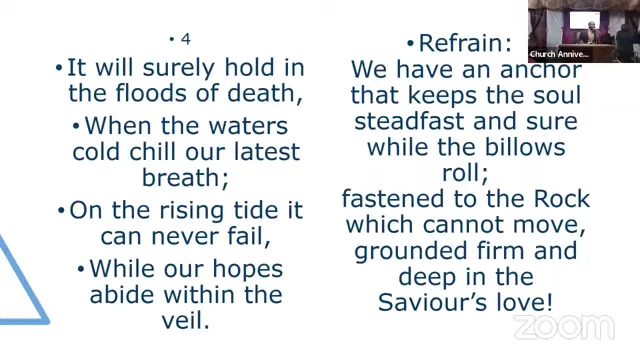 • 4
• It will surely hold in
the floods of death,
• When the waters
cold chill our latest
breath;
• On the rising tide it
can never fail,
• While our hopes
abide within the
veil.
• Refrain:
We have an anchor
that keeps the soul
steadfast and sure
while the billows
roll;
fastened to the Rock
which cannot move,
grounded firm and
deep in the
Saviour's love!
Church Annive...
zoom